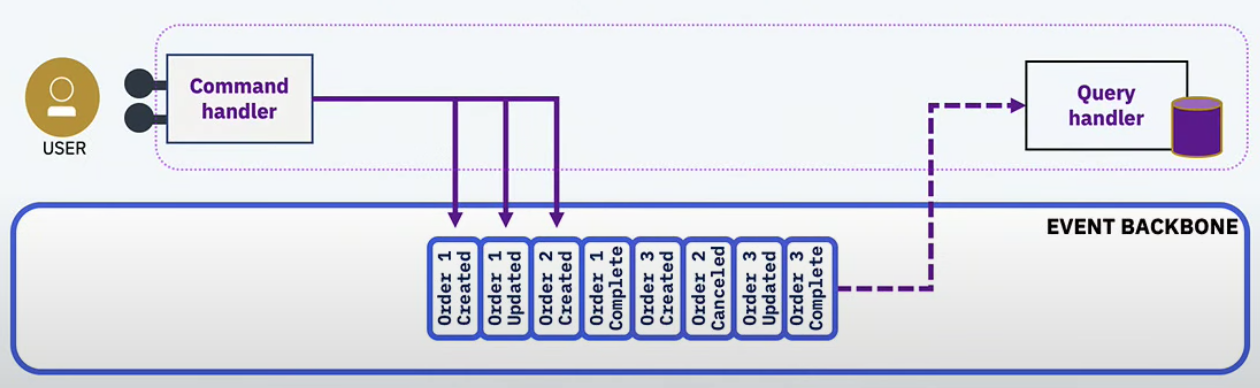 Command
handler
USER
Query
handler
EVENT BACKBONE
Order 1
Created
Order 1
Updated
Order 2
Created
Order 1
Complete
Order 3
Created
Order 2
Canceled
Order 3
Updated
Order 3
Complete